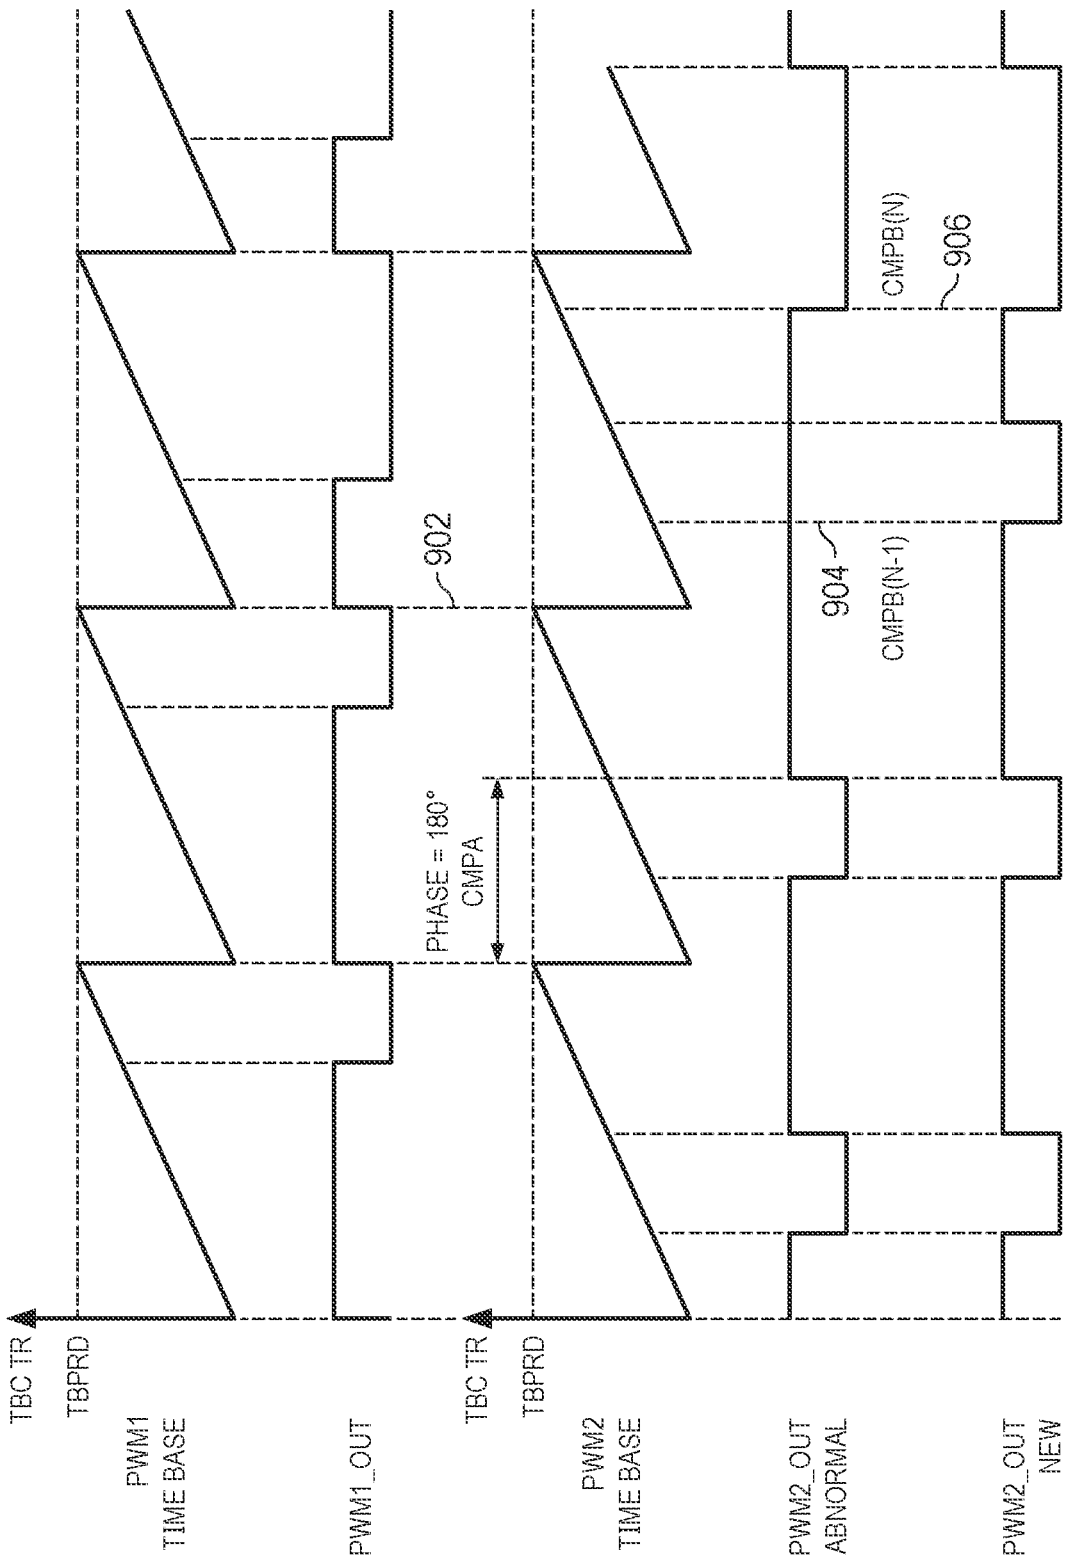 TBC TR
TBPRD
PWM1
TIME BASE
PWM1_OUT
902
PHASE = 180°
CMPA
TBC TR
TBPRD
PWM2
TIME BASE
PWM2_OUT
ABNORMAL
904
CMPB(N-1)
CMPB(N)
906
PWM2_OUT
NEW